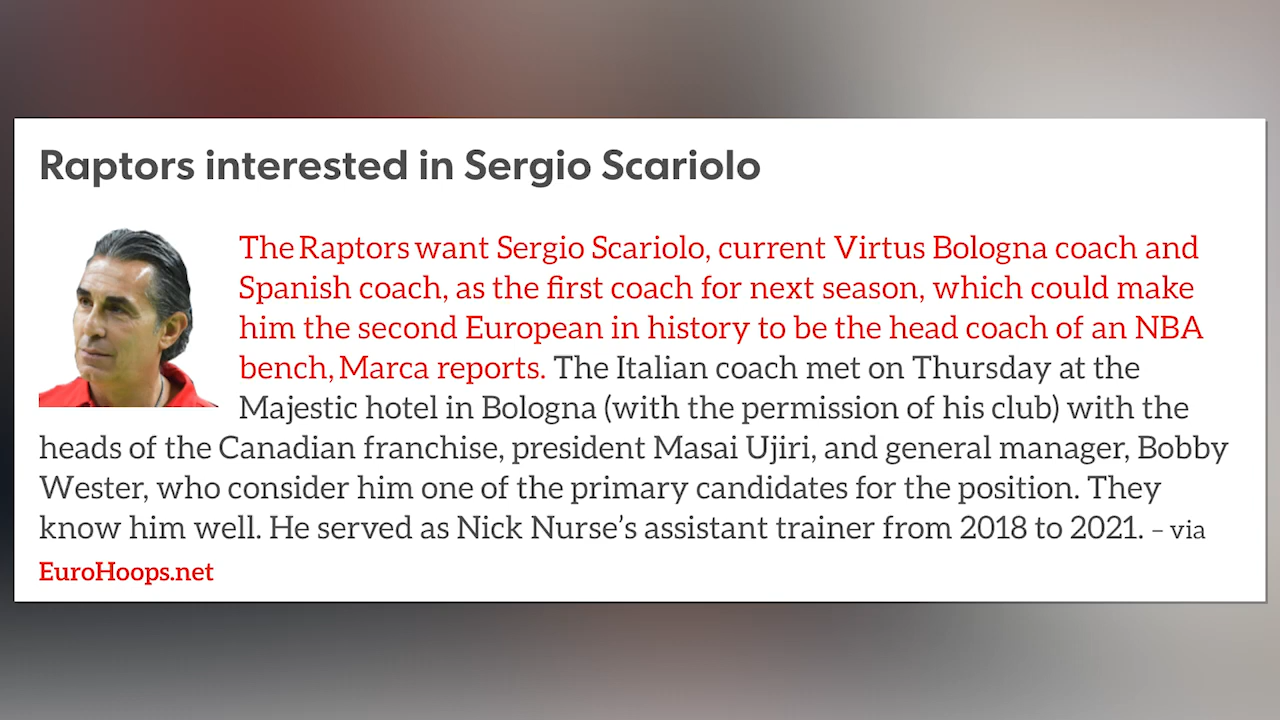 Raptors interested in Sergio Scariolo
The Raptors want Sergio Scariolo, current Virtus Bologna coach and
Spanish coach, as the first coach for next season, which could make
him the second European in history to be the head coach of an NBA
bench, Marca reports. The Italian coach met on Thursday at the
Majestic hotel in Bologna (with the permission of his club) with the
heads of the Canadian franchise, president Masai Ujiri, and general manager, Bobby
Wester, who consider him one of the primary candidates for the position. They
know him well. He served as Nick Nurse’s assistant trainer from 2018 to 2021. – via
EuroHoops.net